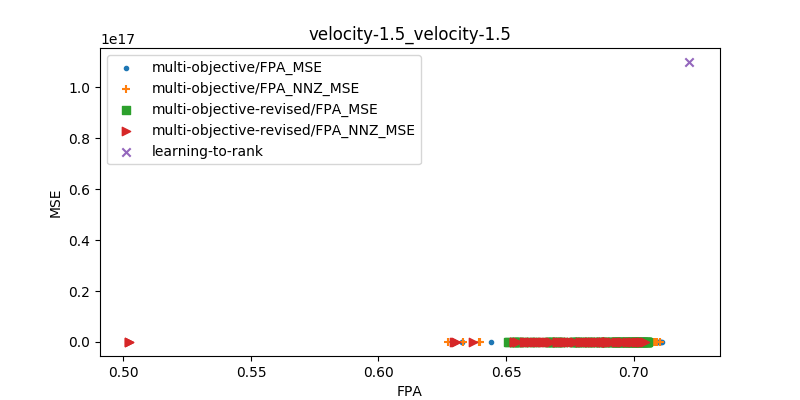 velocity-1.5_velocity-1.5
1e17
multi-objective/FPA_MSE
multi-objective/FPA_NNZ_MSE
multi-objective-revised/FPA_MSE
multi-objective-revised/FPA_NNZ_MSE
learning-to-rank
1.0
0.8
0.6
0.4
0.2
0.0
MSE
0.50 0.55 0.60 0.65 0.70
FPA